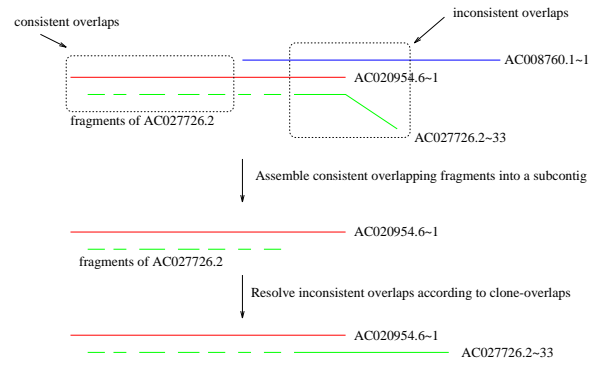 consistent overlaps
inconsistent overlaps
AC008760.1~1
AC020954.6~1
fragments of AC027726.2
AC027726.2~33
Assemble consistent overlapping fragments into a subcontig
AC020954.6~1
fragments of AC027726.2
Resolve inconsistent overlaps according to clone-overlaps
AC020954.6~1
AC027726.2~33